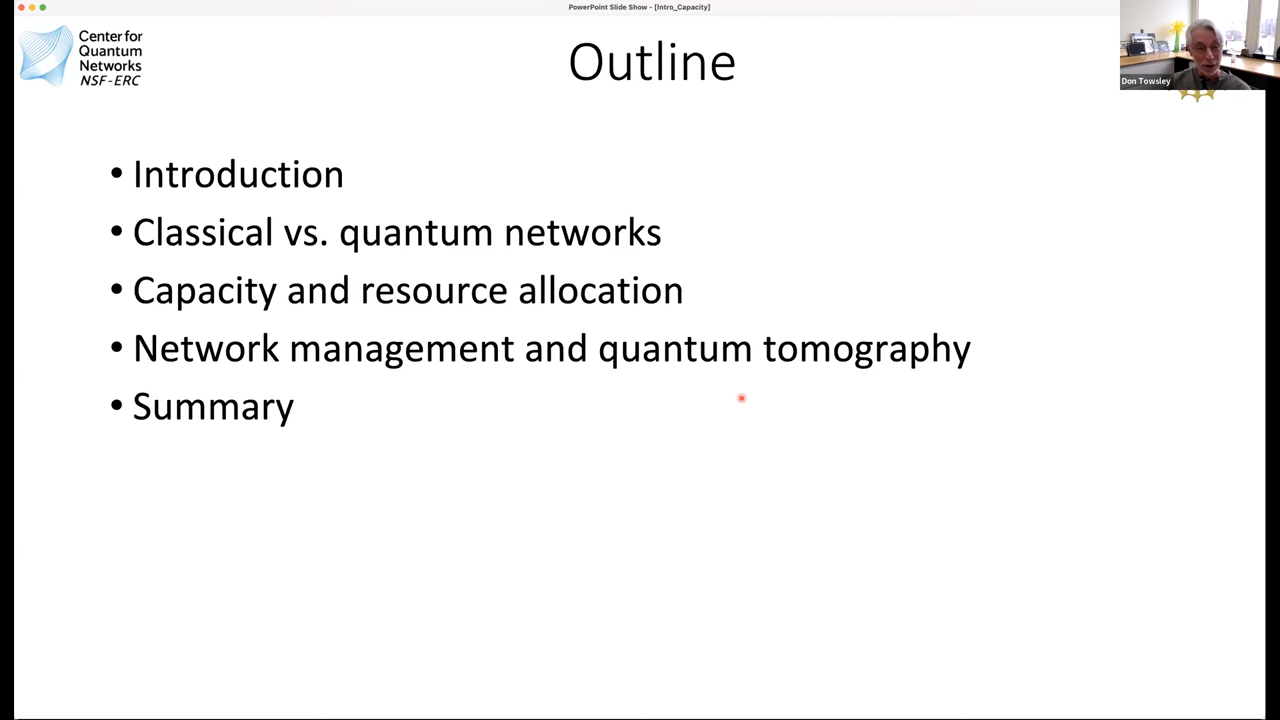 PowerPoint Slide Show - [Intro_Capacity]
Center for
Quantum
Networks
NSF-ERC
Outline
Don Towsley
• Introduction
• Classical vs. quantum networks
• Capacity and resource allocation
• Network management and quantum tomography
• Summary